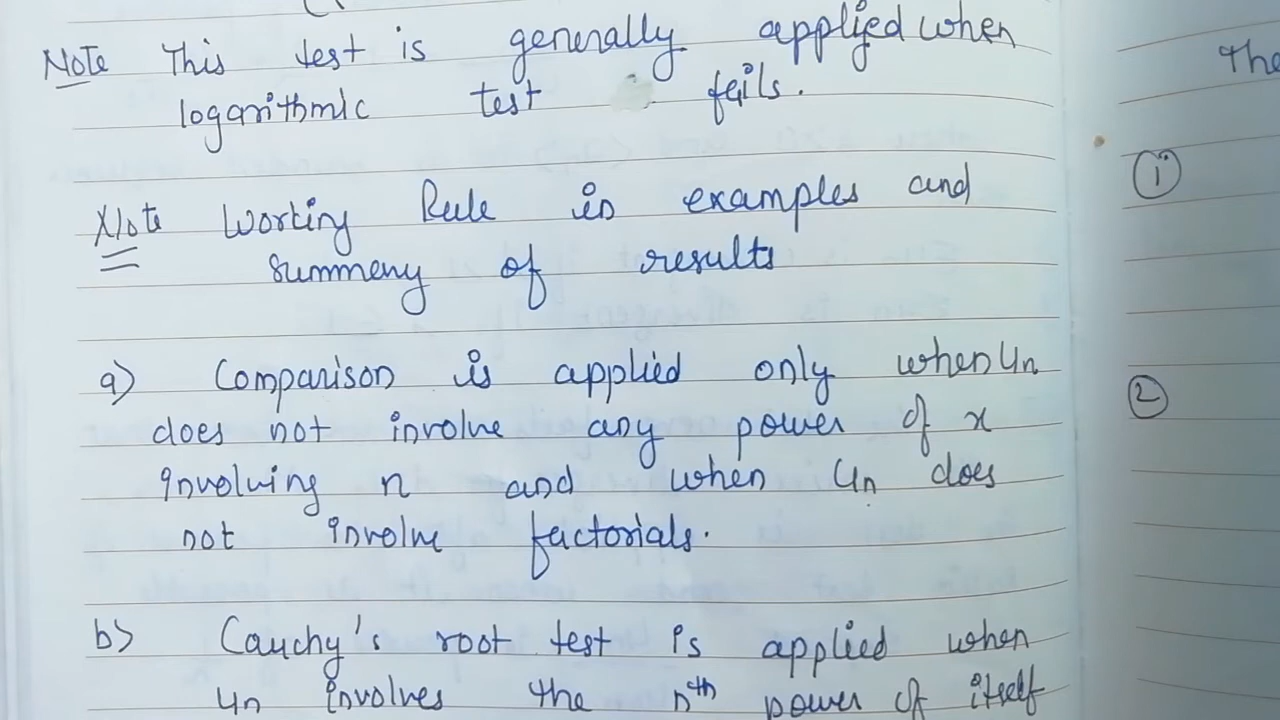 Note This test is generally applied when
logarithmic test fails.
Note Working Rule in examples and
Summery of results
a) Comparison is applied only when Un
does not involve any power of x
involving n and when Un does
not involve factorials.
b) Cauchy's root test is applied when
Un involves the nth power of itself
The
1
2